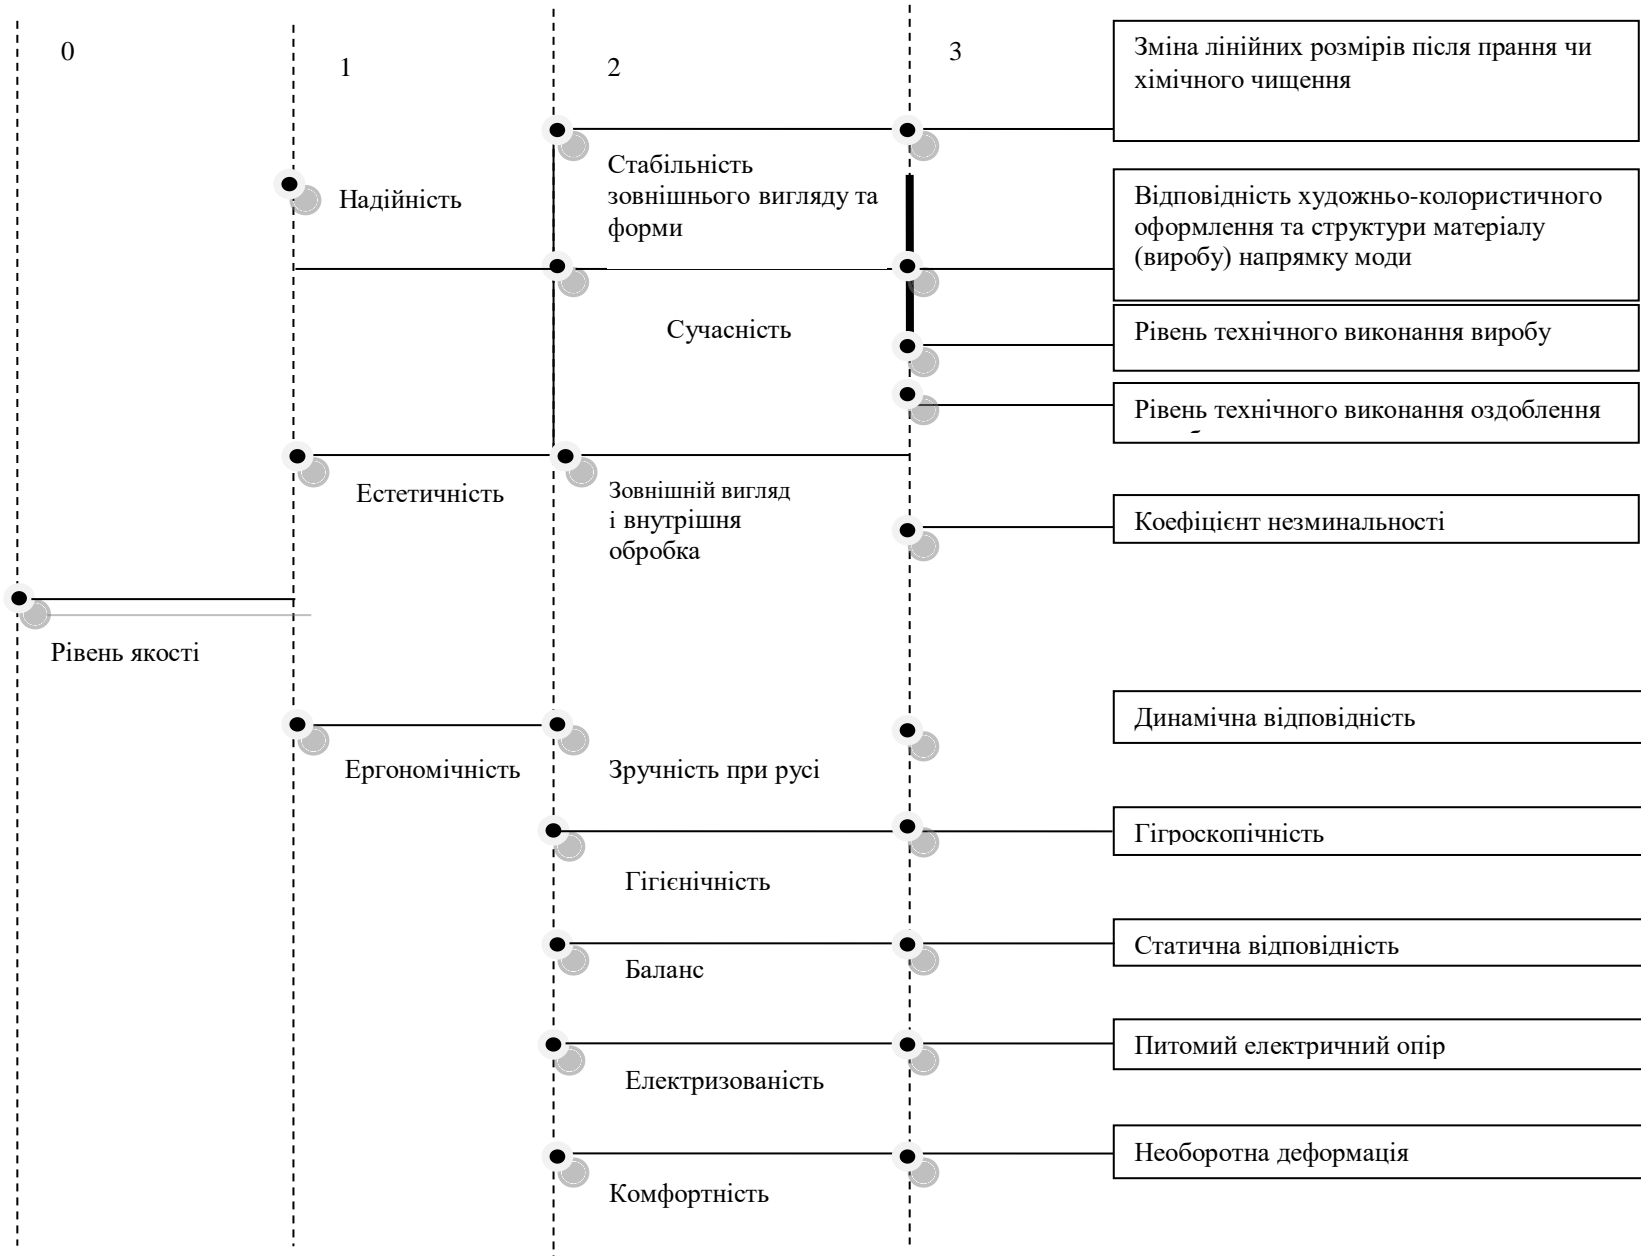 0
1
2
3
Зміна лінійних розмірів після прання чи
хімічного чищення
Надійність
Стабільність
зовнішнього вигляду та
форми
Відповідність художньо-колористичного
оформлення та структури матеріалу
(виробу) напрямку моди
Сучасність
Рівень технічного виконання виробу
Рівень технічного виконання оздоблення
Естетичність
Зовнішній вигляд
і внутрішня
обробка
Коефіцієнт незминальності
Рівень якості
Ергономічність
Зручність при русі
Динамічна відповідність
Гігієнічність
Гігроскопічність
Баланс
Статична відповідність
Електризованість
Питомий електричний опір
Комфортність
Необоротна деформація